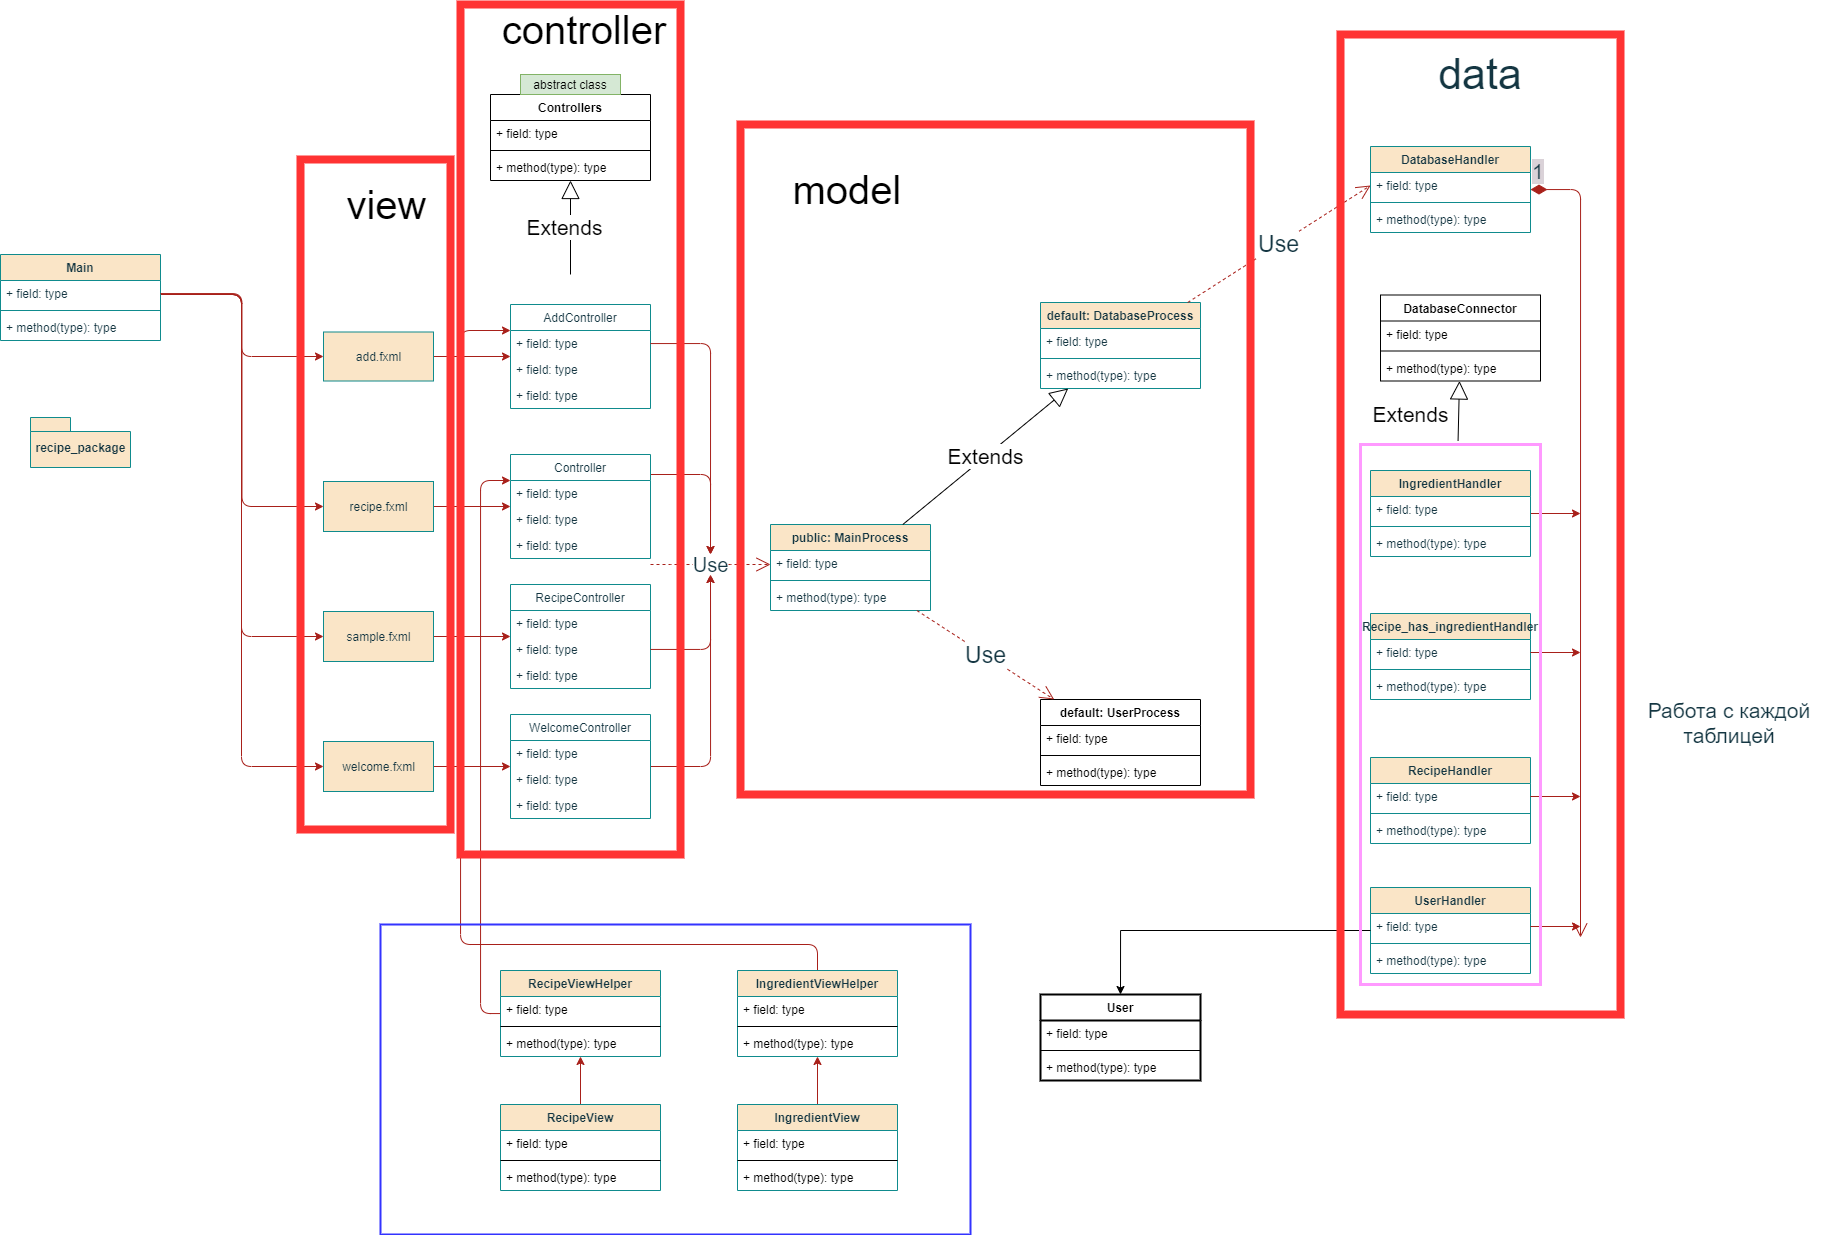 Main
+ field: type
+ method(type): type
recipe_package
view
add.fxml
recipe.fxml
sample.fxml
welcome.fxml
controller
abstract class
Controllers
+ field: type
+ method(type): type
Extends
AddController
+ field: type
+ field: type
+ field: type
Controller
+ field: type
+ field: type
+ field: type
RecipeController
+ field: type
+ field: type
+ field: type
WelcomeController
+ field: type
+ field: type
+ field: type
Use
model
default: DatabaseProcess
+ field: type
+ method(type): type
Extends
public: MainProcess
+ field: type
+ method(type): type
Use
default: UserProcess
+ field: type
+ method(type): type
Use
data
DatabaseHandler
+ field: type
+ method(type): type
1
DatabaseConnector
+ field: type
+ method(type): type
Extends
IngredientHandler
+ field: type
+ method(type): type
Recipe_has_ingredientHandler
+ field: type
+ method(type): type
RecipeHandler
+ field: type
+ method(type): type
UserHandler
+ field: type
+ method(type): type
Работа с каждой
таблицей
User
+ field: type
+ method(type): type
RecipeViewHelper
+ field: type
+ method(type): type
IngredientViewHelper
+ field: type
+ method(type): type
RecipeView
+ field: type
+ method(type): type
IngredientView
+ field: type
+ method(type): type